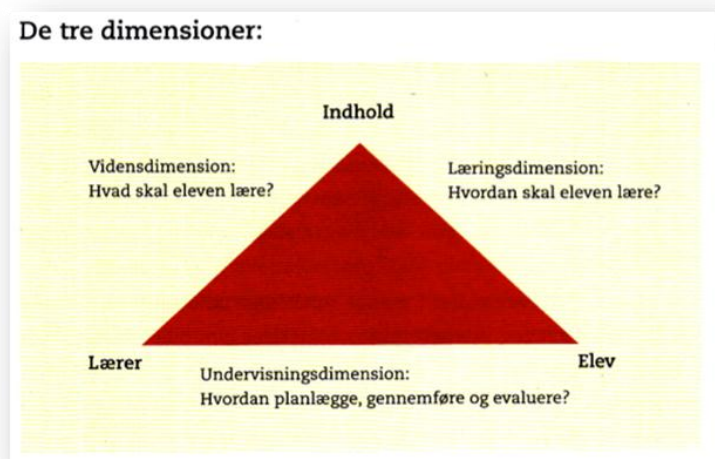 De tre dimensioner:
Indhold
Vidensdimension:
Hvad skal eleven lære?
Læringsdimension:
Hvordan skal eleven lære?
Lærer
Elev
Undervisningsdimension:
Hvordan planlægge, gennemføre og evaluere?